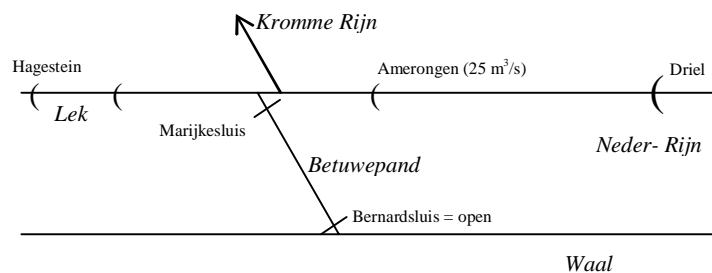 Kromme Rijn
Hagestein
Amerongen (25 m³/s)
Driel
Lek
Marijkesluis
Neder- Rijn
Betuwepand
Bernardsluis = open
Waal